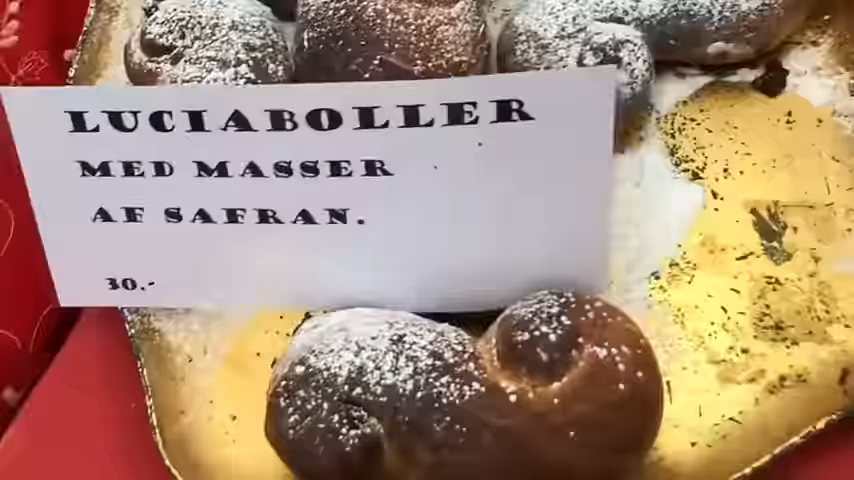 LUCIABOLLER
MED MASSER
AF SAFRAN.
30.-